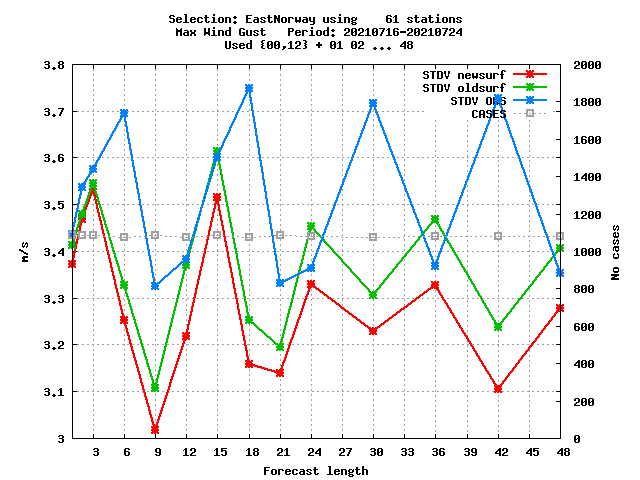 Selection: EastNorway using    61 stations
Max Wind Gust   Period: 20210716-20210724
Used {00,12} + 01 02 ... 48
STDV newsurf
STDV oldsurf
STDV OBS
CASES
3.8
3.7
3.6
3.5
3.4
3.3
3.2
3.1
3
2000
1800
1600
1400
1200
1000
800
600
400
200
0
m/s
No cases
3 6 9 12 15 18 21 24 27 30 33 36 39 42 45 48
Forecast length